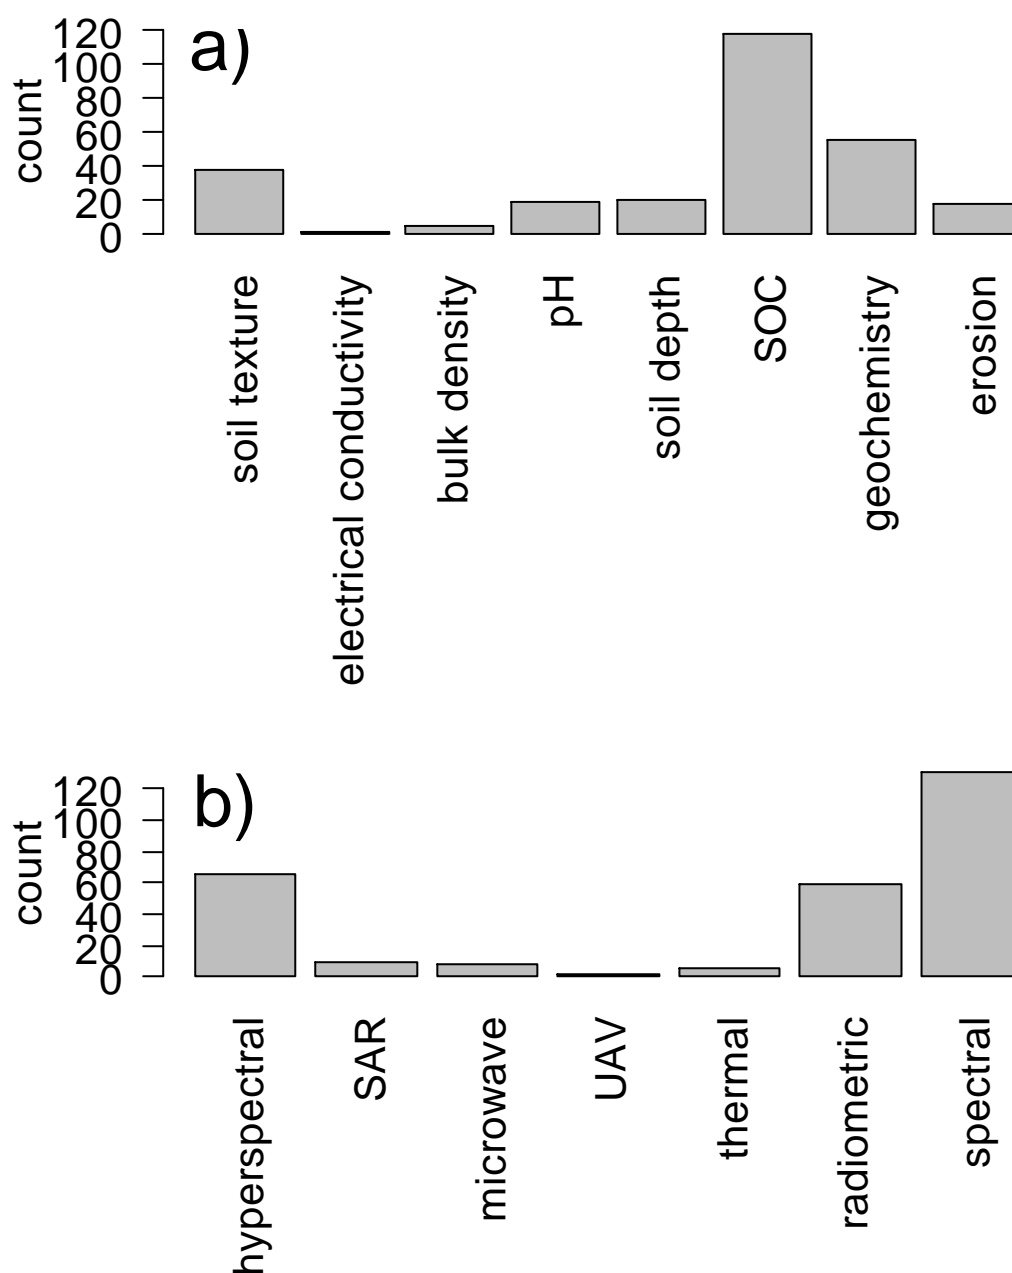 a)
count
120
100
80
60
40
20
0
soil texture
electrical conductivity
bulk density
pH
soil depth
SOC
geochemistry
erosion
b)
count
120
100
80
60
40
20
0
hyperspectral
SAR
microwave
UAV
thermal
radiometric
spectral